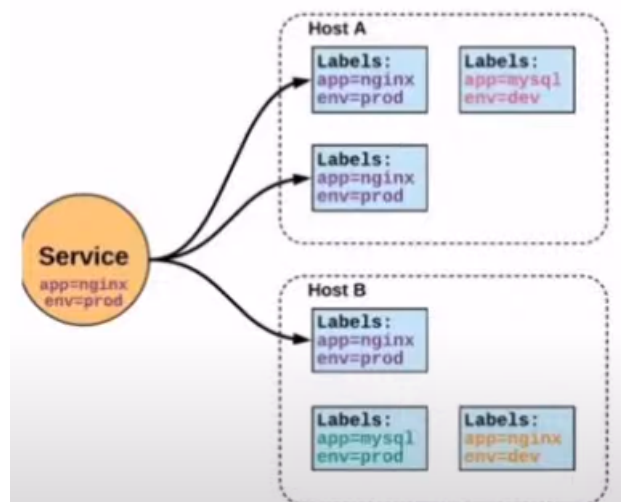 Host A
Labels:
app=nginx
env=prod
Labels:
app=mysql
env=dev
Labels:
app=nginx
env=prod
Service
app=nginx
env=prod
Host B
Labels:
app=nginx
env=prod
Labels:
app=mysql
env=prod
Labels:
app=nginx
env=dev